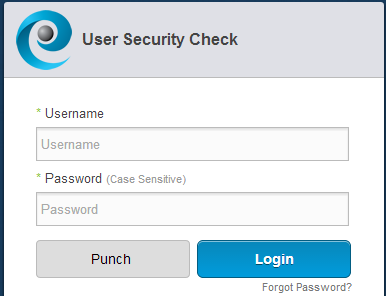 User Security Check
* Username
Username
* Password (Case Sensitive)
Password
Punch Login
Forgot Password?